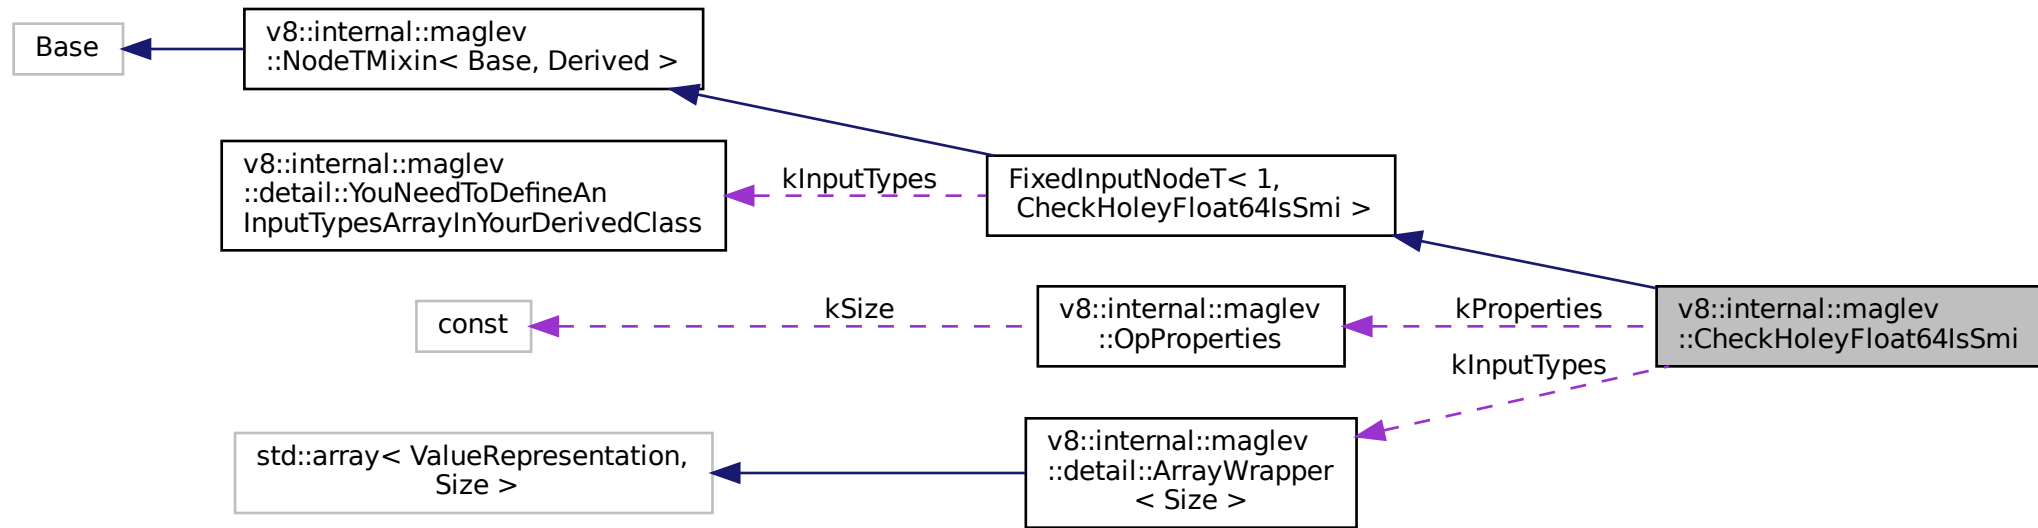 Base
v8::internal::maglev
::NodeTMixin< Base, Derived >
v8::internal::maglev
::detail::YouNeedToDefineAn
InputTypesArrayInYourDerivedClass
kInputTypes
FixedInputNodeT< 1,
CheckHoleyFloat64IsSmi >
const
kSize
v8::internal::maglev
::OpProperties
kProperties
v8::internal::maglev
::CheckHoleyFloat64IsSmi
kInputTypes
std::array< ValueRepresentation,
Size >
v8::internal::maglev
::detail::ArrayWrapper
< Size >